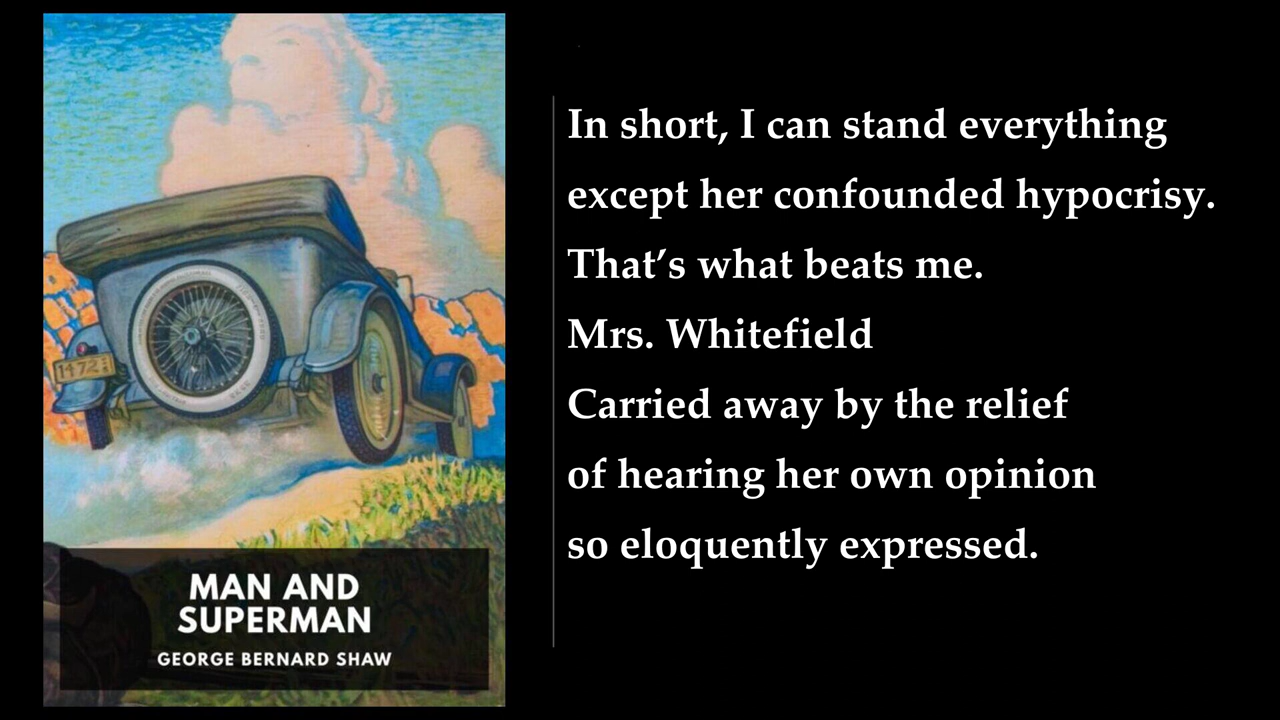 1472
MAN AND
SUPERMAN
GEORGE BERNARD SHAW
In short, I can stand everything
except her confounded hypocrisy.
That’s what beats me.
Mrs. Whitefield
Carried away by the relief
of hearing her own opinion
so eloquently expressed.